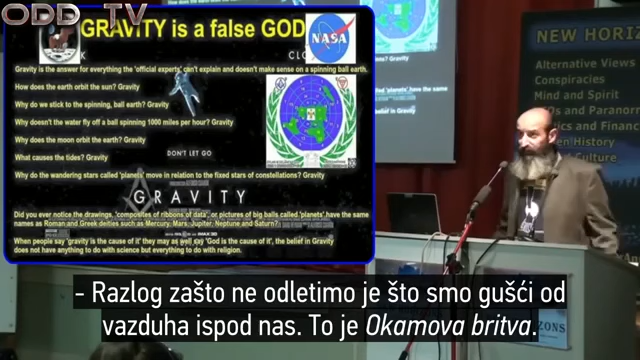 ODD TV
GRAVITY is a false GOD
NASA
Gravity is the answer for everything the 'official experts' can't explain and doesn't make sense on a spinning ball earth.
How does the earth orbit the sun? Gravity
Why do we stick to the spinning, ball earth? Gravity
Why doesn't the water fly off a ball spinning 1000 miles per hour? Gravity
Why does the moon orbit the earth? Gravity
DON'T LET GO
What causes the tides? Gravity
Why do the wandering stars called 'planets' move in relation to the fixed stars of constellations? Gravity
GRAVITY
Did you ever notice the drawings, 'composites of ribbons of data', or pictures of big balls called 'planets' have the same
names as Roman and Greek deities such as Mercury, Mars, Jupiter, Neptune and Saturn?
When people say 'gravity is the cause of it' they may as well say 'God is the cause of it', the belief in Gravity
does not have anything to do with science but everything to do with religion.
NEW HORIZ
Alternative Views
Conspiracies
Mind and Spirit
and Paranorm
and Financ
History
Culture
ZONS
- Razlog zašto ne odletimo je što smo gušći od
vazduha ispod nas. To je Okamova britva.